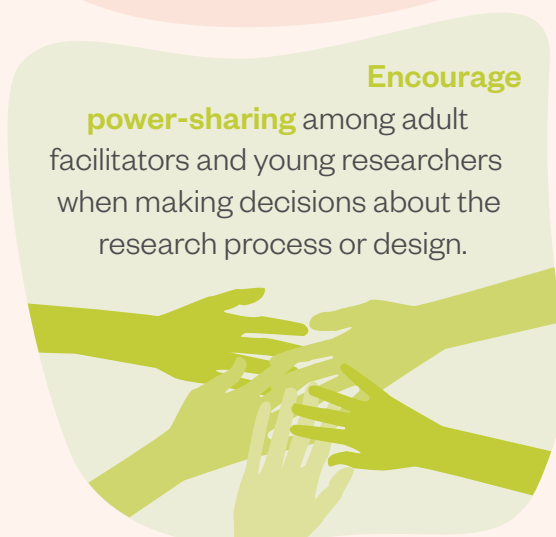 Encourage
power-sharing among adult
facilitators and young researchers
when making decisions about the
research process or design.